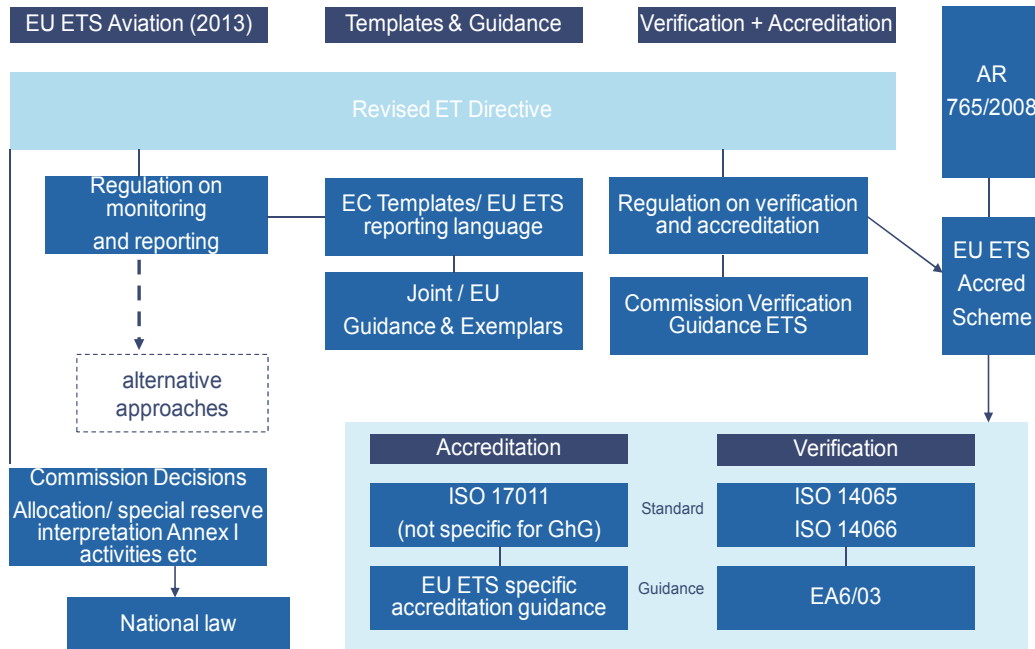 EU ETS Aviation (2013)
Templates & Guidance
Verification + Accreditation
AR
765/2008
Revised ET Directive
Regulation on
monitoring
and reporting
EC Templates/ EU ETS
reporting language
Regulation on verification
and accreditation
EU ETS
Accred
Scheme
Joint / EU
Guidance & Exemplars
Commission Verification
Guidance ETS
alternative
approaches
Commission Decisions
Allocation/ special reserve
interpretation Annex I
activities etc
National law
Accreditation
Verification
ISO 17011
(not specific for GhG)
Standard
ISO 14065
ISO 14066
EU ETS specific
accreditation guidance
Guidance
EA6/03